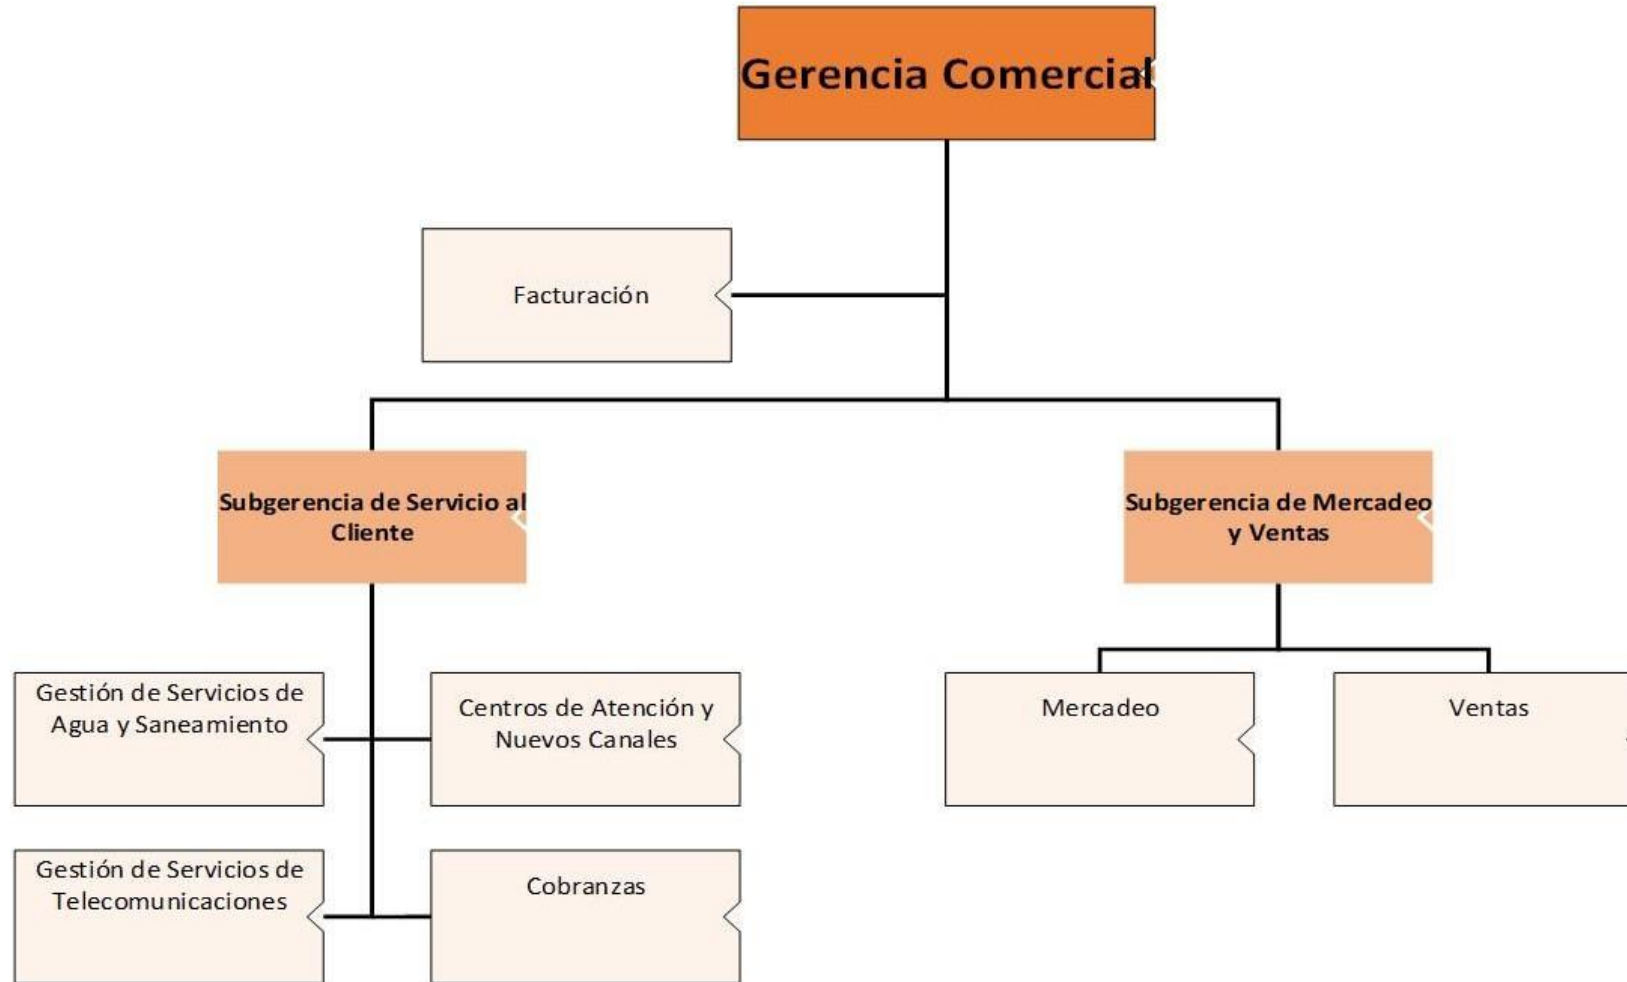 Gerencia Comercial
Facturación
Subgerencia de Servicio al
Cliente
Subgerencia de Mercadeo
y Ventas
Gestión de Servicios de
Agua y Saneamiento
Centros de Atención y
Nuevos Canales
Mercadeo
Ventas
Gestión de Servicios de
Telecomunicaciones
Cobranzas